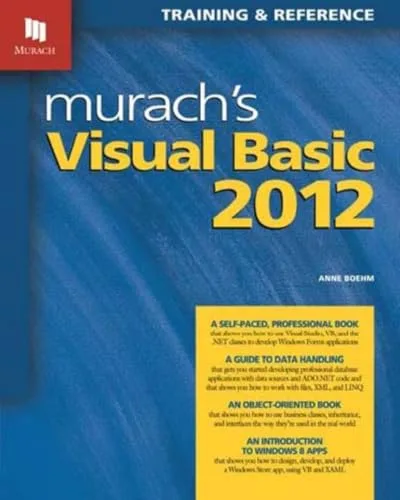 TRAINING & REFERENCE
MURACH
murach's
Visual Basic
2012
ANNE BOEHM
A SELF-PACED, PROFESSIONAL BOOK
that shows you how to use Visual Studio, VB, and the
.NET classes to develop Windows Forms applications
A GUIDE TO DATA HANDLING
that gets you started developing professional database
applications with data sources and ADO.NET code and
that shows you how to work with files, XML, and LINQ
AN OBJECT-ORIENTED BOOK
that shows you how to use business classes, inheritance,
and interfaces the way they're used in the real world
AN INTRODUCTION
TO WINDOWS 8 APPS
that shows you how to design, develop, and deploy
a Windows Store app, using VB and XAML